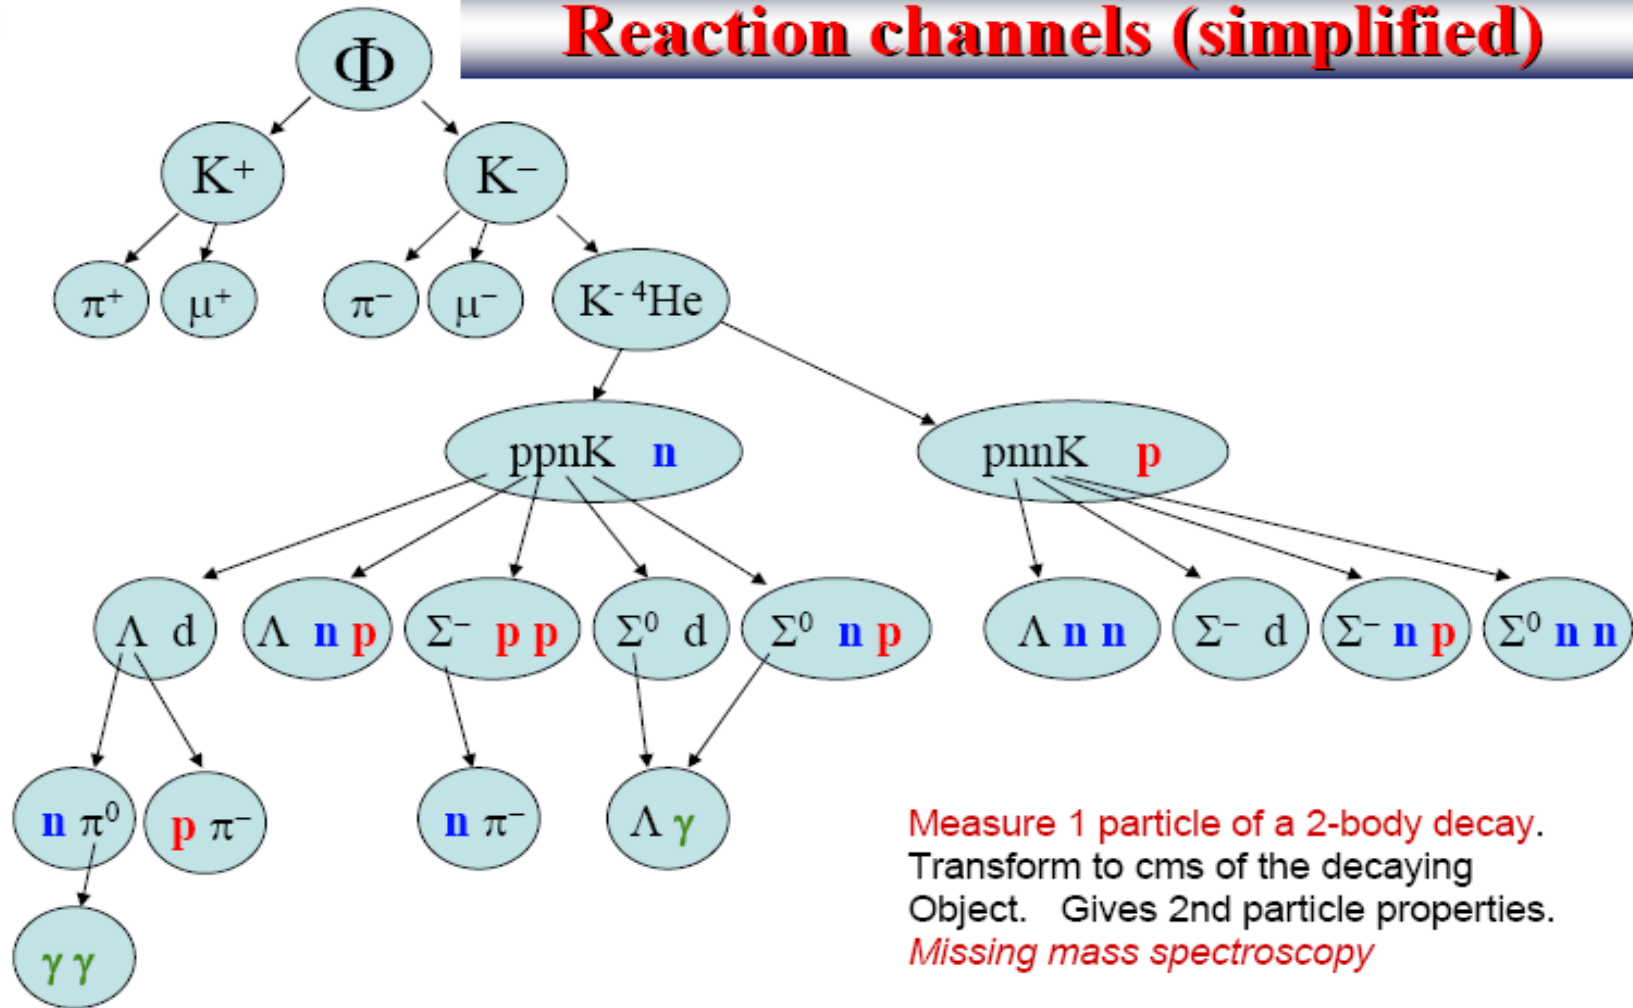 Reaction channels (simplified)
Φ
K⁺ K⁻
π⁺ μ⁺ π⁻ μ⁻ K⁻ ⁴He
ppnK n pnnK p
Λ d Λ n p Σ⁻ p p Σ⁰ d Σ⁰ n p Λ n n Σ⁻ d Σ⁻ n p Σ⁰ n n
n π⁰ p π⁻ n π⁻ Λ γ
γ γ
Measure 1 particle of a 2-body decay.
Transform to cms of the decaying
Object. Gives 2nd particle properties.
Missing mass spectroscopy